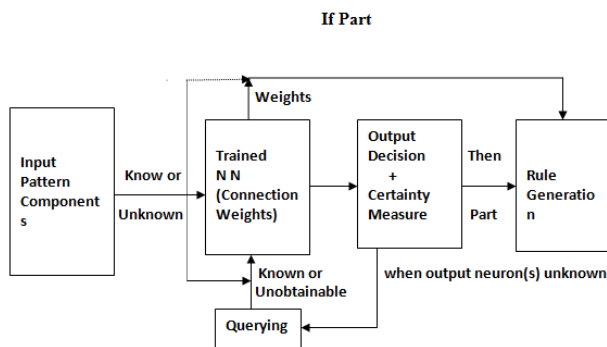 If Part
Weights
Input
Pattern
Component
s
Know or
Unknown
Trained
N N
(Connection
Weights)
Output
Decision
+
Certainty
Measure
Then
Part
Rule
Generatio
n
Known or
Unobtainable
when output neuron(s) unknown
Querying